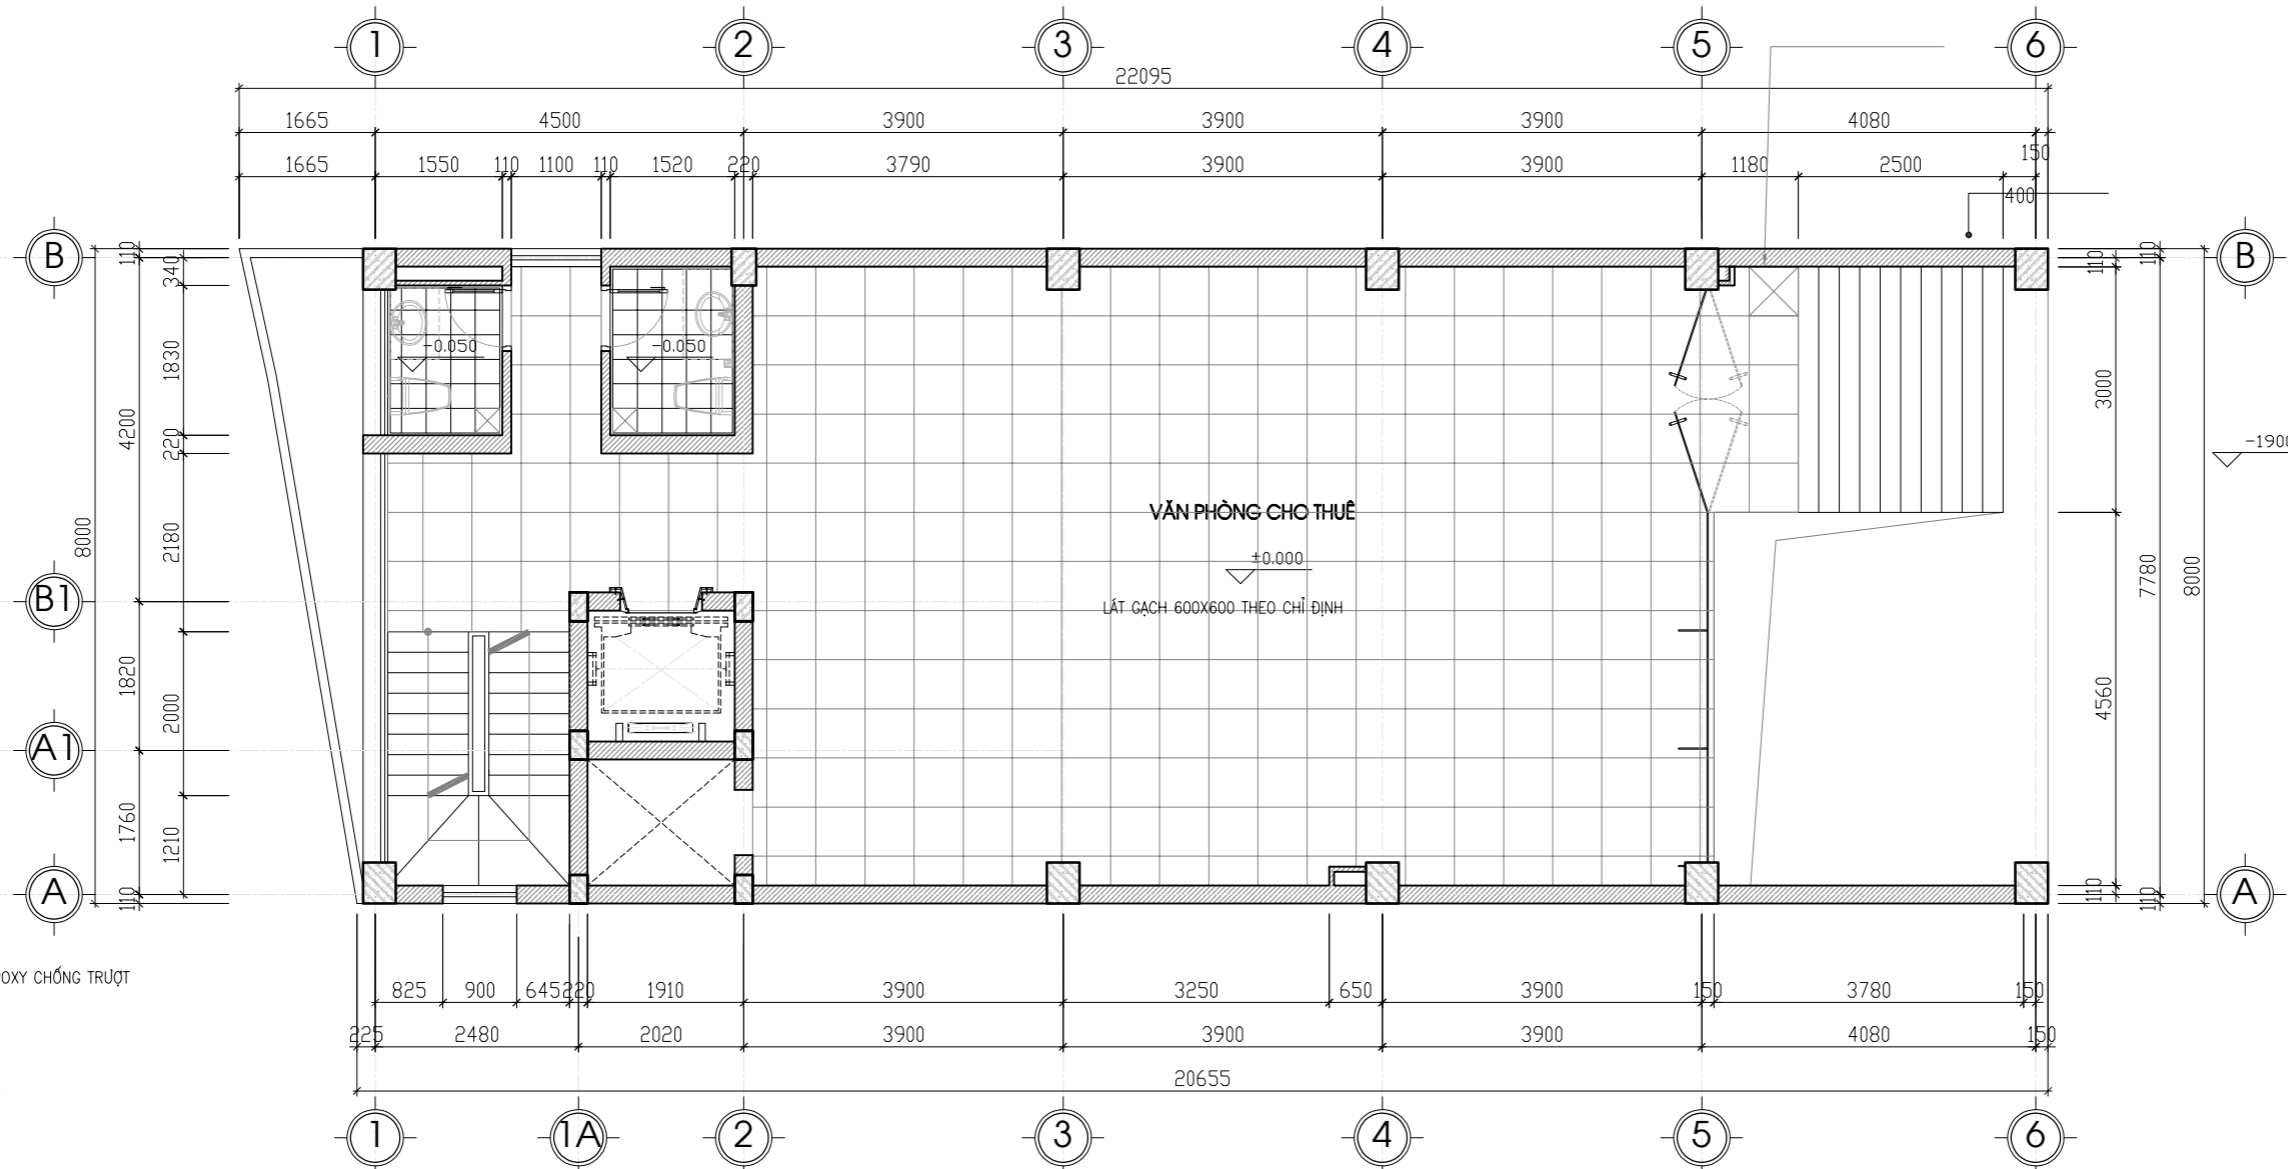 1 2 3 4 5 6
22095
1665 4500 3900 3900 3900 4080
150
1665 1550 110 1100 110 1520 220 3790 3900 3900 1180 2500
400
B B
110 340 1830 220 2180 2000 1210
110 4200 1820 1760 110
8000
-0.050 -0.050
110 3000 4560 110
110 7780 110
8000
-1900
VĂN PHÒNG CHO THUÊ
±0.000
B1
LÁT GẠCH 600X600 THEO CHỈ ĐỊNH
A1
A A
OXY CHỐNG TRƯỢT
825 900 645 220 1910 3900 3250 650 3900 150 3780 150
225 2480 2020 3900 3900 3900 4080 150
20655
1 1A 2 3 4 5 6